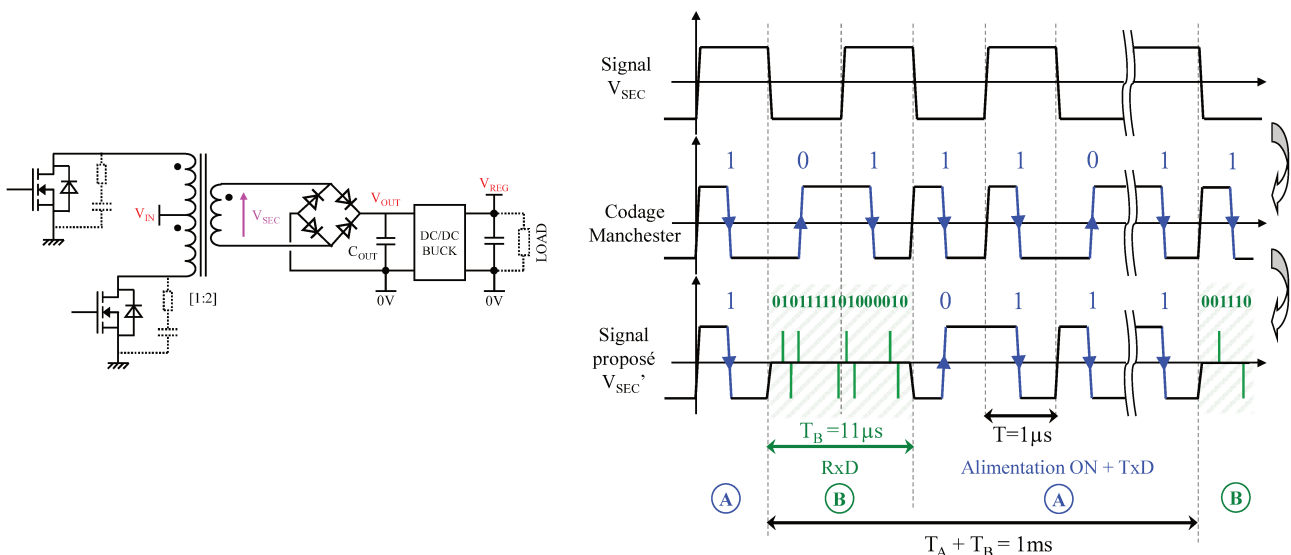 V_IN
V_SEC
[1:2]
V_OUT
C_OUT
0V
DC/DC
BUCK
V_REG
LOAD
0V
Signal
V_SEC
1 0 1 1 1 0 1 1
Codage
Manchester
1 0101111101000010 0 1 1 1 001110
Signal
proposé
V_SEC'
T_B =11µs
T=1µs
RxD
Alimentation ON + TxD
A B A B
T_A + T_B = 1ms